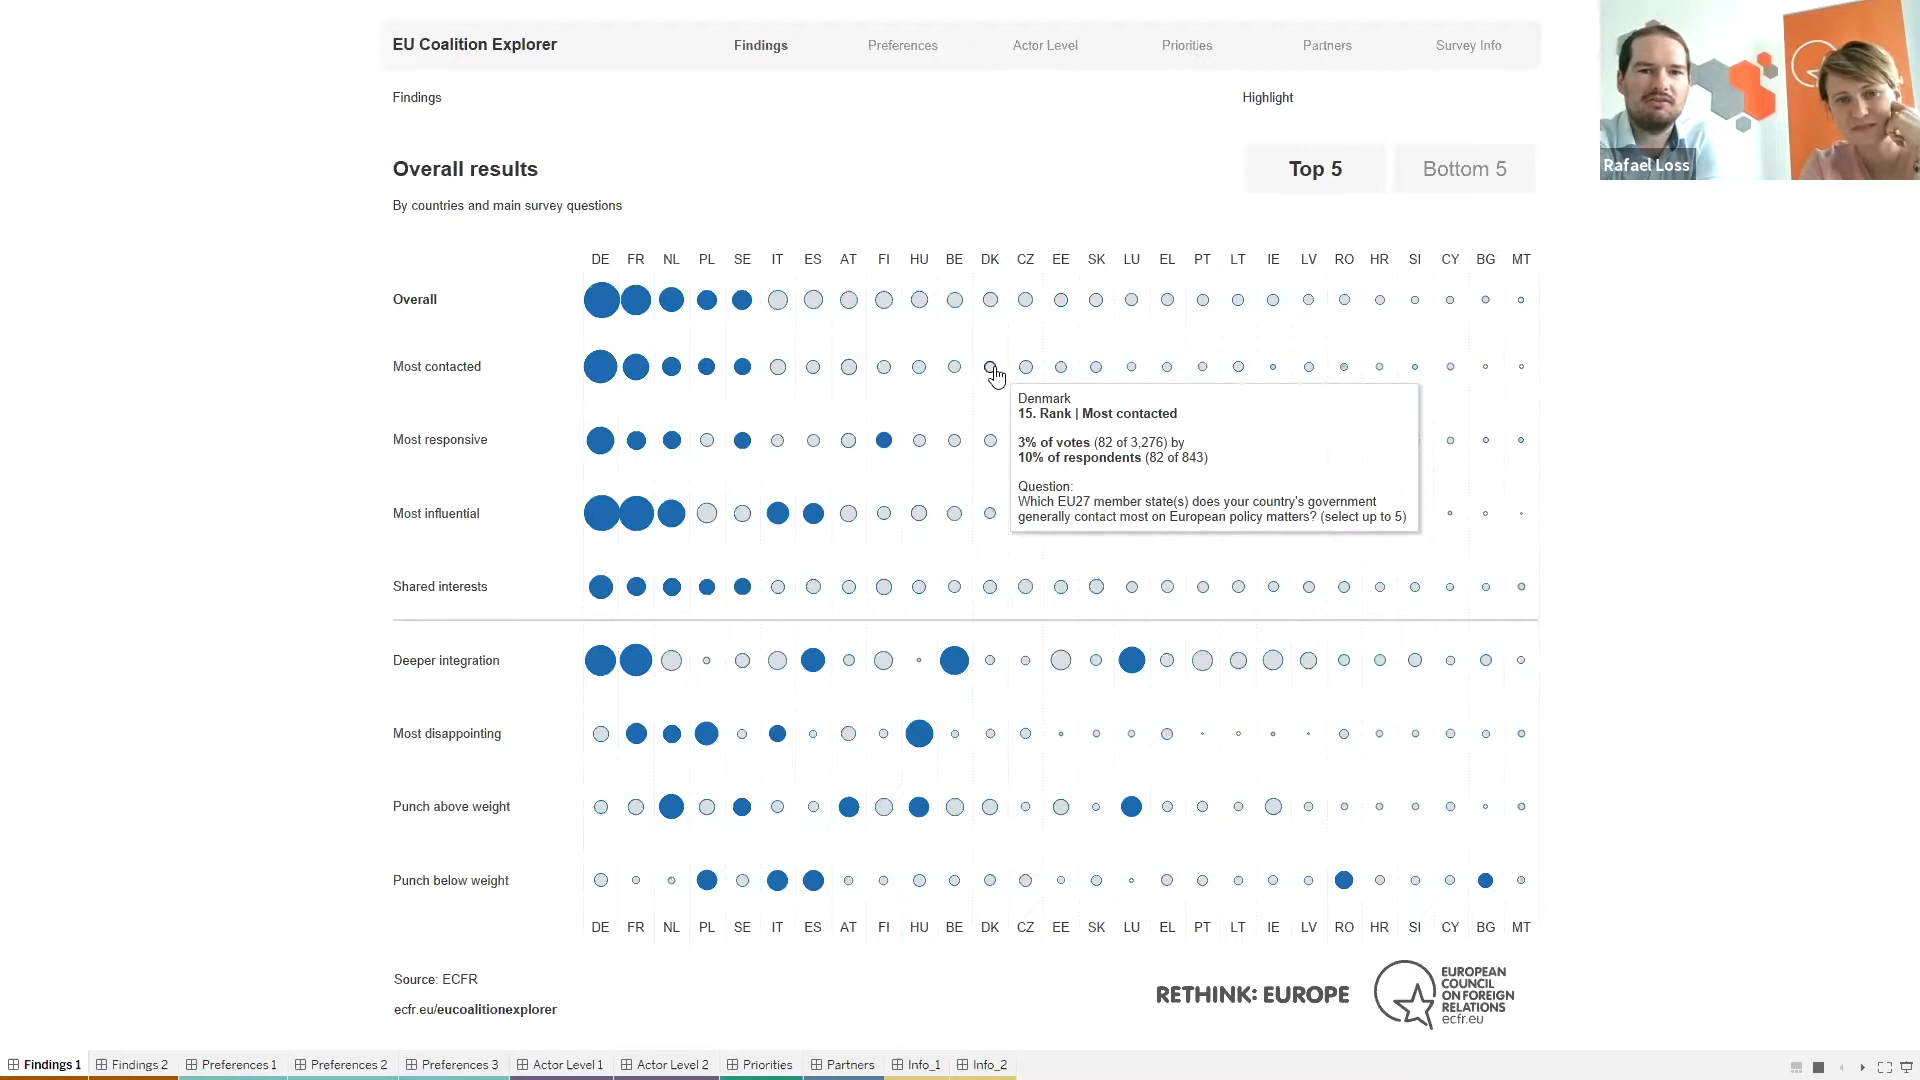 EU Coalition Explorer
Findings
Preferences
Actor Level
Priorities
Partners
Survey Info
Rafael Loss
Findings
Highlight
Overall results
Top 5
Bottom 5
By countries and main survey questions
DE FR NL PL SE IT ES AT FI HU BE DK CZ EE SK LU EL PT LT IE LV RO HR SI CY BG MT
Overall
Most contacted
Denmark
15. Rank | Most contacted
3% of votes (82 of 3,276) by
10% of respondents (82 of 843)
Question:
Which EU27 member state(s) does your country's government
generally contact most on European policy matters? (select up to 5)
Most responsive
Most influential
Shared interests
Deeper integration
Most disappointing
Punch above weight
Punch below weight
DE FR NL PL SE IT ES AT FI HU BE DK CZ EE SK LU EL PT LT IE LV RO HR SI CY BG MT
Source: ECFR
ecfr.eu/eucoalitionexplorer
RETHINK: EUROPE
EUROPEAN
COUNCIL
ON FOREIGN
RELATIONS
ecfr.eu
Findings 1
Findings 2
Preferences 1
Preferences 2
Preferences 3
Actor Level 1
Actor Level 2
Priorities
Partners
Info_1
Info_2